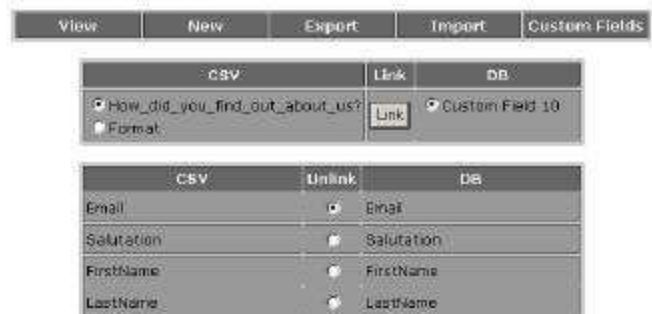 View New Export Import Custom Fields
CSV Link DB
How_did_you_find_out_about_us? Link Custom Field 10
Format
CSV Unlink DB
Email Email
Salutation Salutation
FirstName FirstName
LastName LastName